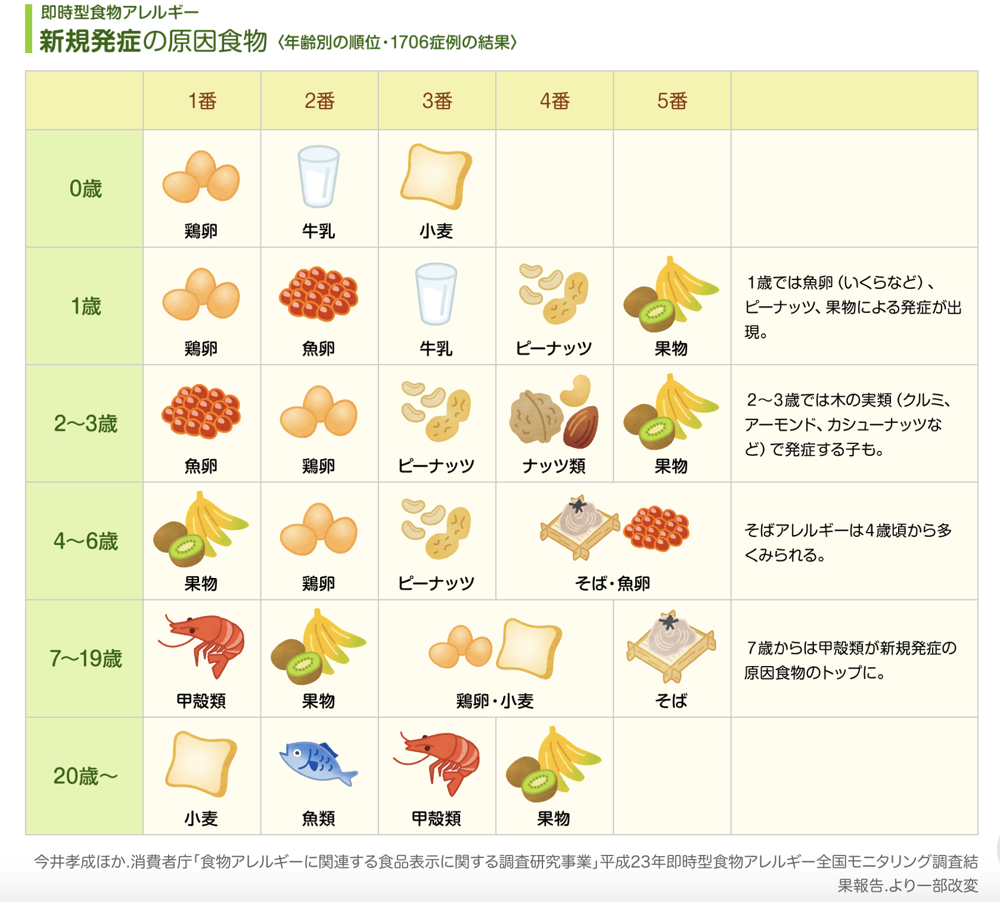 即時型食物アレルギー
新規発症の原因食物〈年齢別の順位・1706症例の結果〉
1番 2番 3番 4番 5番
0歳 鶏卵 牛乳 小麦
1歳 鶏卵 魚卵 牛乳 ピーナッツ 果物
1歳では魚卵（いくらなど）、
ピーナッツ、果物による発症が出
現。
2〜3歳 魚卵 鶏卵 ピーナッツ ナッツ類 果物
2〜3歳では木の実類（クルミ、
アーモンド、カシューナッツな
ど）で発症する子も。
4〜6歳 果物 鶏卵 ピーナッツ そば・魚卵
そばアレルギーは4歳頃から多
くみられる。
7〜19歳 甲殻類 果物 鶏卵・小麦 そば
7歳からは甲殻類が新規発症の
原因食物のトップに。
20歳〜 小麦 魚類 甲殻類 果物
今井孝成ほか.消費者庁「食物アレルギーに関連する食品表示に関する調査研究事業」平成23年即時型食物アレルギー全国モニタリング調査結
果報告.より一部改変